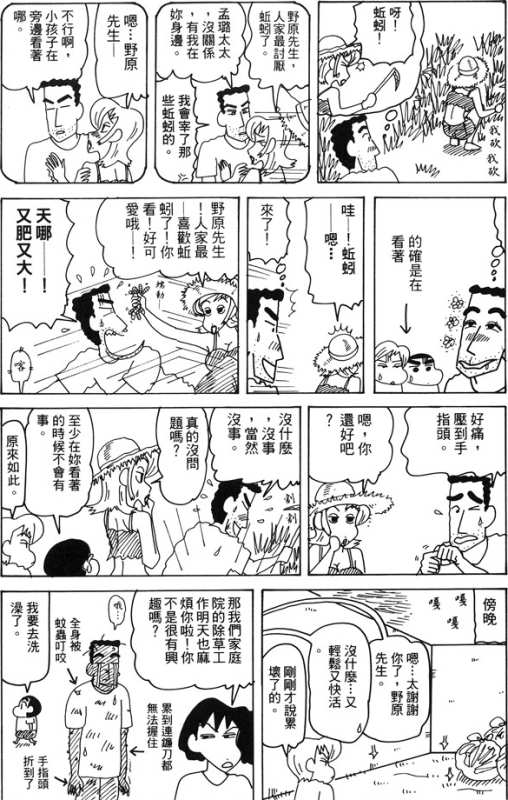 呀！
蚯蚓！
我砍
我砍
野原先生，
人家最討厭
蚯蚓了。
孟璐太太
，沒關係
，有我在
妳身邊。
我會宰了那
些蚯蚓的。
嗯…野原
先生—
不行啊，
小孩子在
旁邊看著
哪。
的確是在
看著
哇！蚯蚓
嗯…
來了！
野原先生
！人家最
喜歡蚯
蚓了！你
看！好可
愛哦—！
蠕動
天哪—！
又肥又大！
好痛，
壓到手
指頭。
嗯，你
還好吧
？
沒什麼
，沒事
，當然
沒事。
割
割
真的沒問
題嗎？
至少在妳看著
的時候不會有
事。
原來如此。
傍晚
嘎
嘎
嗯…太謝謝
你了，野原
先生。
沒什麼…又
輕鬆又快活
剛剛才說累
壞了的。
那我們家庭
院的除草工
作明天也麻
煩你啦！你
不是很有興
趣嗎？
累到連鐮刀都
無法握住
哦…
全身被
蚊蟲叮咬
手指頭
折到了
我要去洗
澡了。